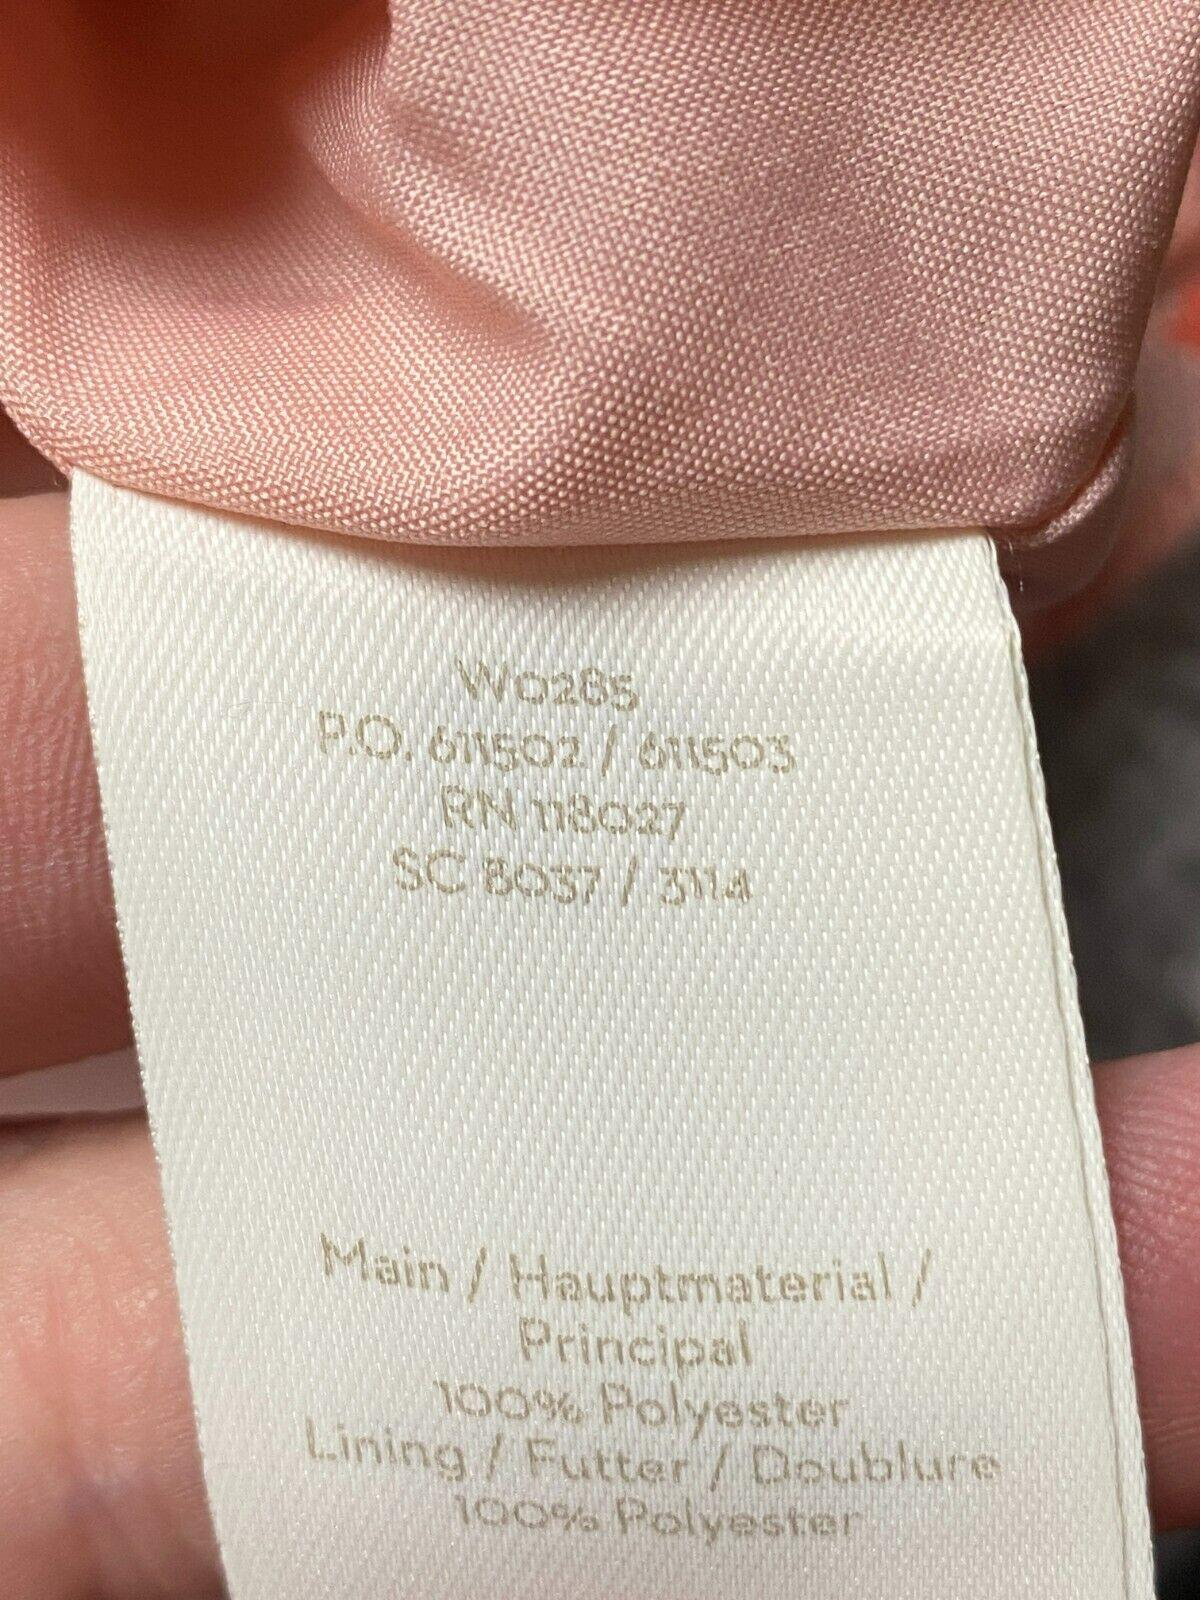 W0285
P.O. 611502 / 611503
RN 118027
SC 8037 / 3114
Main / Hauptmaterial /
Principal
100% Polyester
Lining / Futter / Doublure
100% Polyester